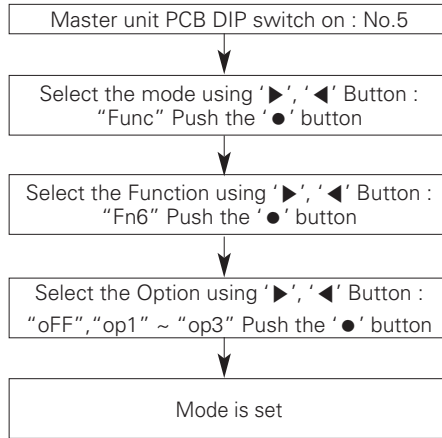 Master unit PCB DIP switch on : No.5
Select the mode using ‘▶’, ‘◀’ Button :
“Func” Push the ‘●’ button
Select the Function using ‘▶’, ‘◀’ Button :
“Fn6” Push the ‘●’ button
Select the Option using ‘▶’, ‘◀’ Button :
“oFF”,“op1” ~ “op3” Push the ‘●’ button
Mode is set